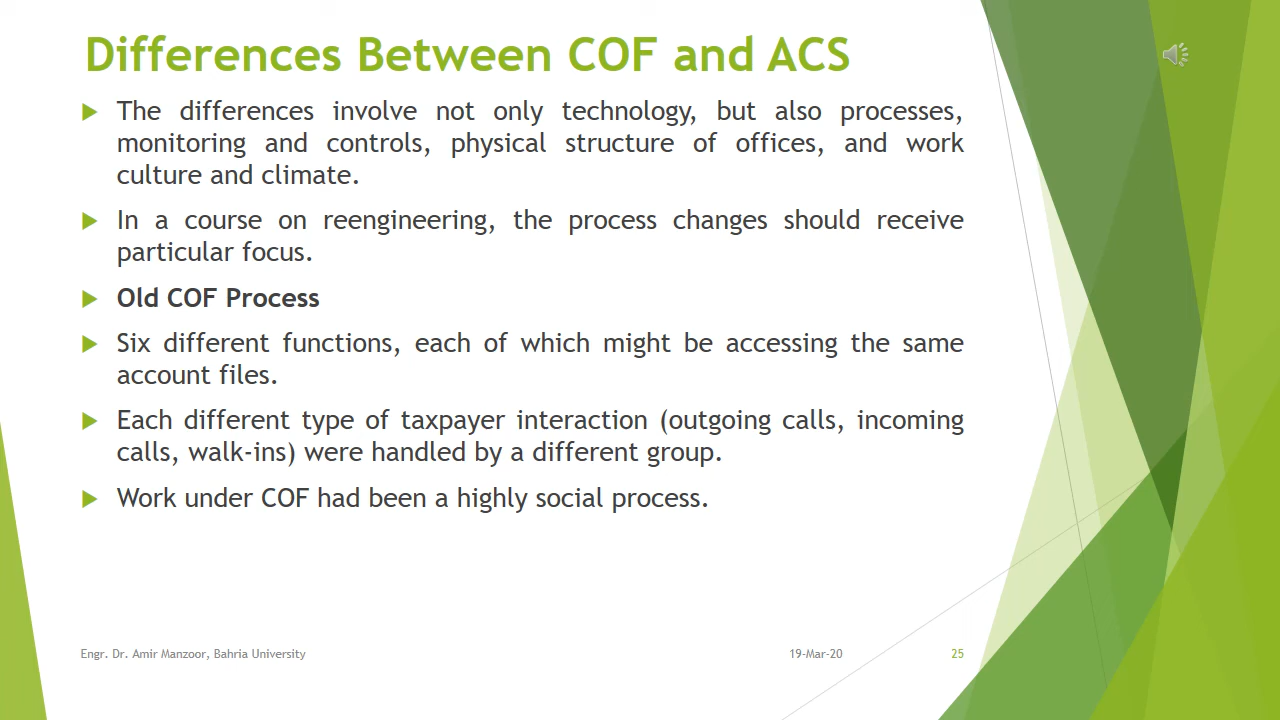 Differences Between COF and ACS
The differences involve not only technology, but also processes,
monitoring and controls, physical structure of offices, and work
culture and climate.
In a course on reengineering, the process changes should receive
particular focus.
Old COF Process
Six different functions, each of which might be accessing the same
account files.
Each different type of taxpayer interaction (outgoing calls, incoming
calls, walk-ins) were handled by a different group.
Work under COF had been a highly social process.
Engr. Dr. Amir Manzoor, Bahria University 19-Mar-20 25